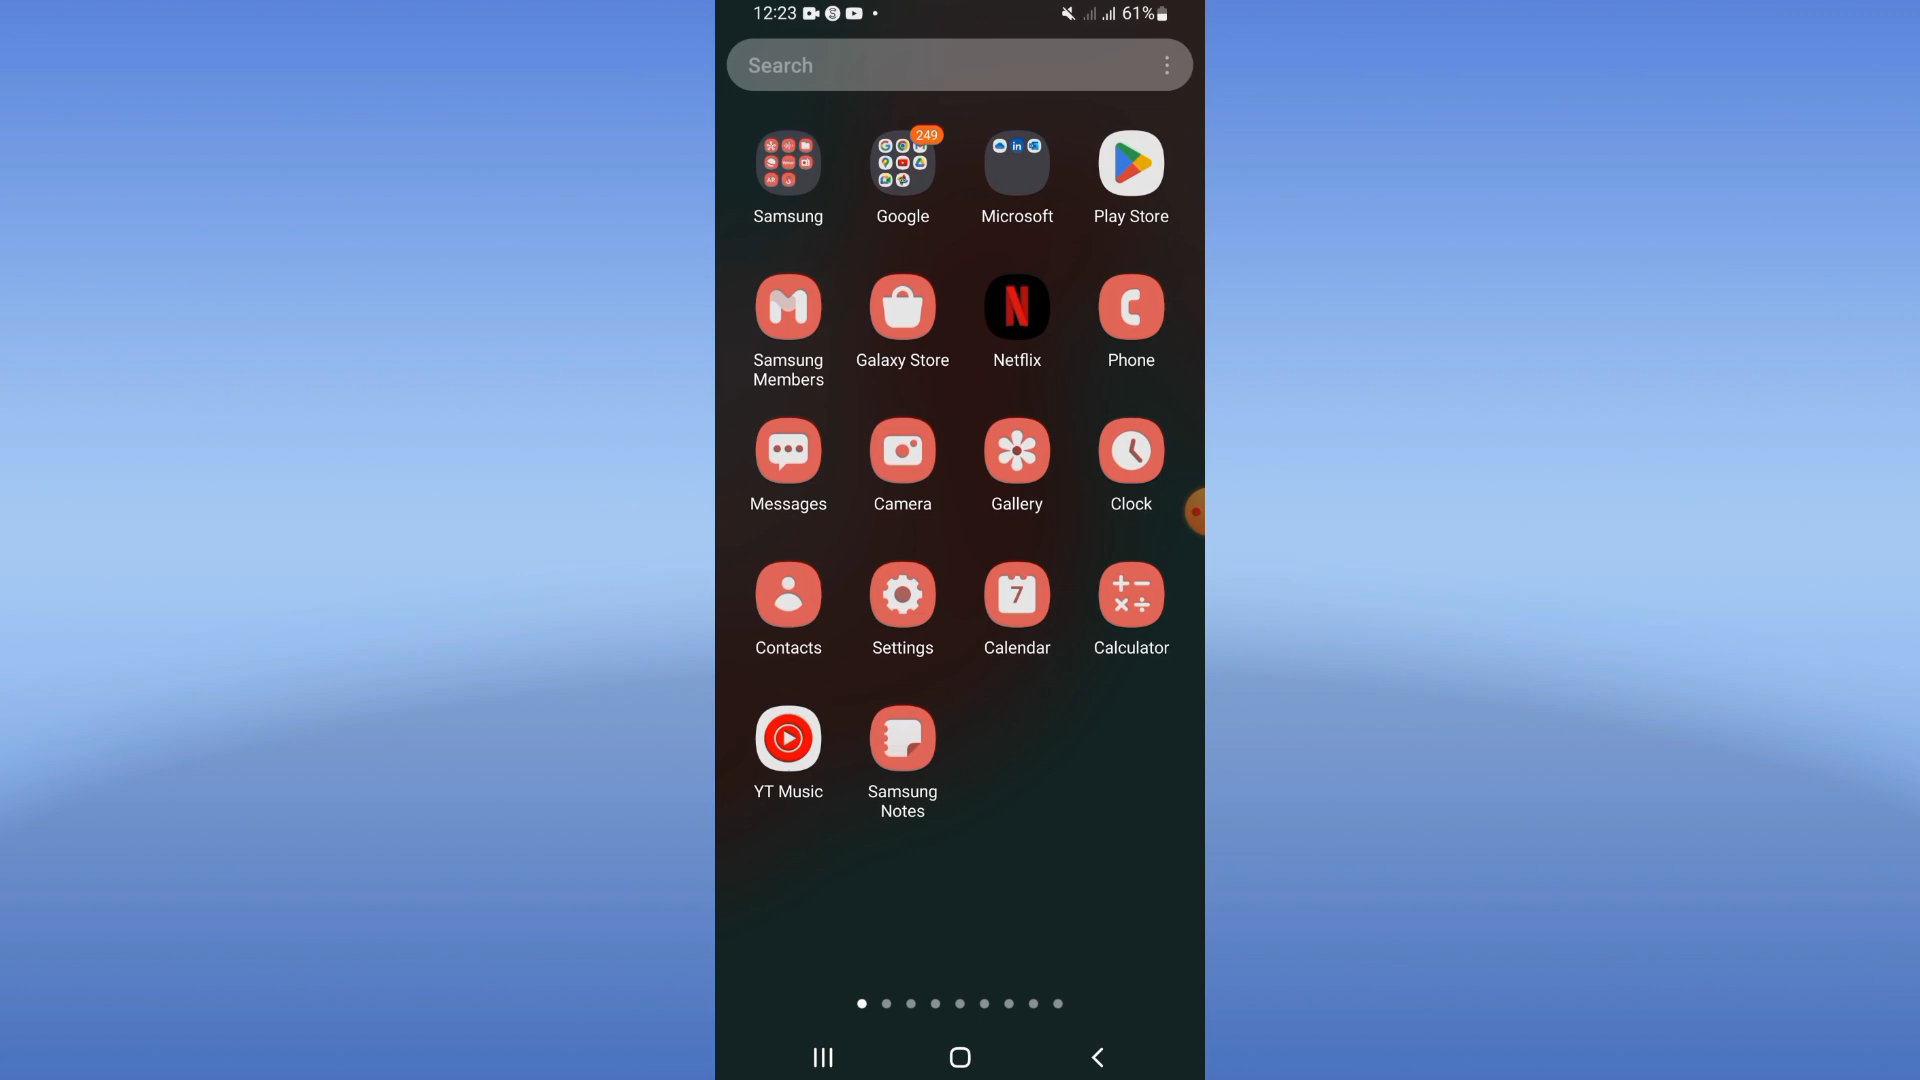 12:23
61%
Search
249
Samsung
Google
Microsoft
Play Store
Samsung
Members
Galaxy Store
Netflix
Phone
Messages
Camera
Gallery
Clock
7
Contacts
Settings
Calendar
Calculator
YT Music
Samsung
Notes